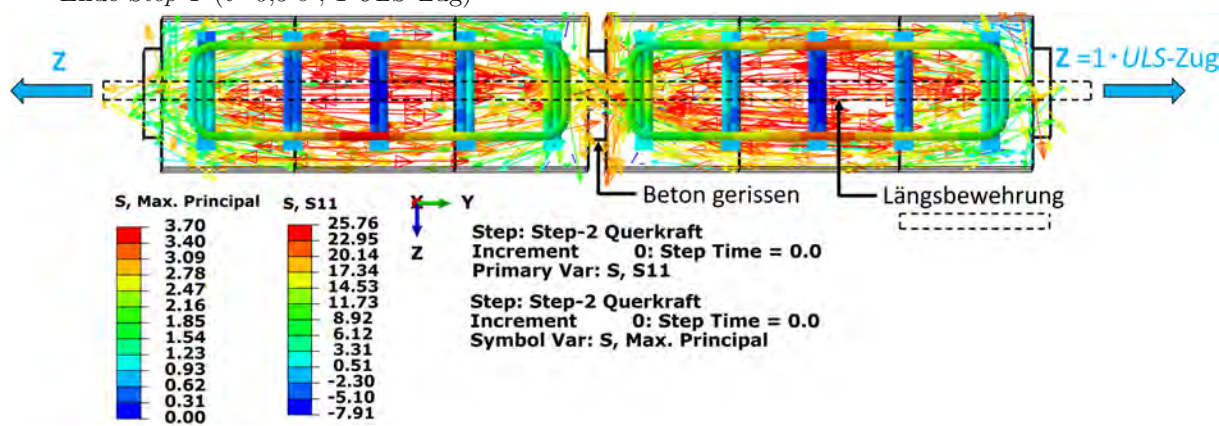 Z
Z =1 • ULS-Zug
Beton gerissen
Längsbewehrung
S, Max. Principal
3.70
3.40
3.09
2.78
2.47
2.16
1.85
1.54
1.23
0.93
0.62
0.31
0.00
S, S11
25.76
22.95
20.14
17.34
14.53
11.73
8.92
6.12
3.31
0.51
-2.30
-5.10
-7.91
X
Y
Z
Step: Step-2 Querkraft
Increment 0: Step Time = 0.0
Primary Var: S, S11
Step: Step-2 Querkraft
Increment 0: Step Time = 0.0
Symbol Var: S, Max. Principal